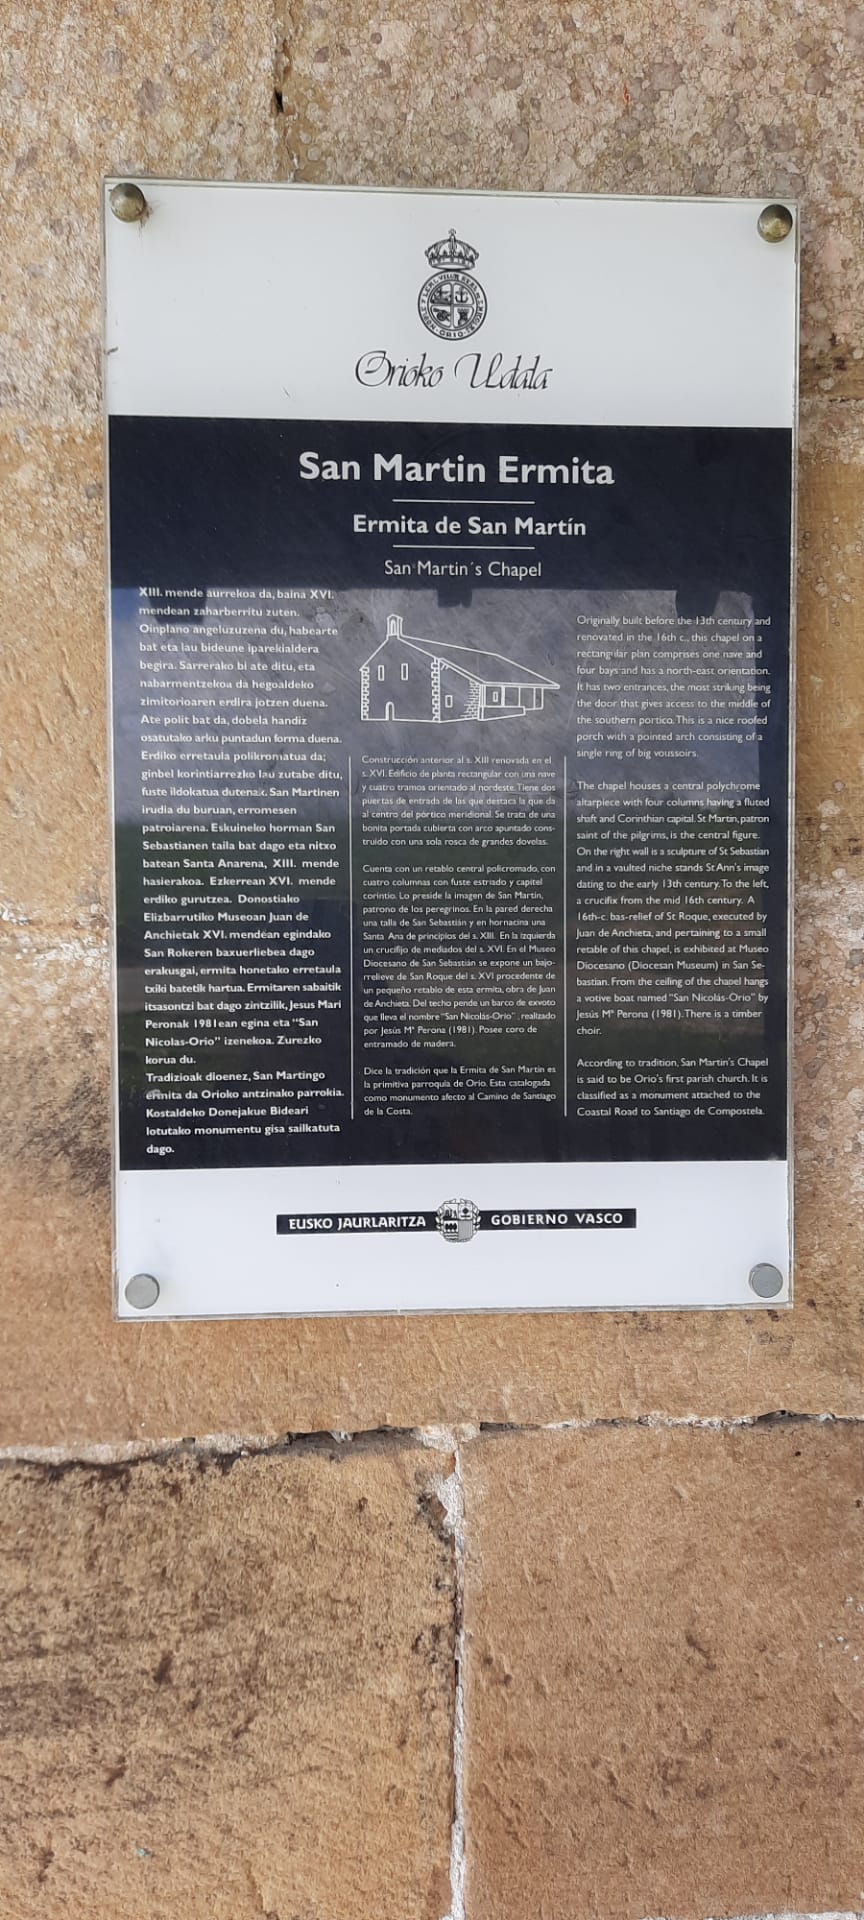 Orioko Udala
San Martin Ermita
Ermita de San Martín
San Martin´s Chapel
XIII. mende aurrekoa da, baina XVI.
mendean zaharberritu zuten.
Oinplano angeluzuzena du, habearte
bat eta lau bideune iparekialdera
begira. Sarrerako bi ate ditu, eta
nabarmentzekoa da hegoaldeko
zimitorioaren erdira jotzen duena.
Ate polit bat da, dobela handiz
osatutako arku puntadun forma duena.
Erdiko erretaula polikromatua da;
ginbel korintiarrezko lau zutabe ditu,
fuste ildokatua dutenak. San Martinen
irudia du buruan, erromesen
patroiarena. Eskuineko horman San
Sebastianen taila bat dago eta nitxo
batean Santa Anarena, XIII. mende
hasierakoa. Ezkerrean XVI. mende
erdiko gurutzea. Donostiako
Elizbarrutiko Museoan Juan de
Anchietak XVI. mendean egindako
San Rokeren baxuerliebea dago
erakusgai, ermita honetako erretaula
txiki batetik hartua. Ermitaren sabaitik
itsasontzi bat dago zintzilik, Jesus Mari
Peronak 1981ean egina eta "San
Nicolas-Orio" izenekoa. Zurezko
korua du.
Tradizioak dioenez, San Martingo
ermita da Orioko antzinako parrokia.
Kostaldeko Donejakue Bideari
lotutako monumentu gisa sailkatuta
dago.
Construcción anterior al s. XIII renovada en el
s. XVI. Edificio de planta rectangular con una nave
y cuatro tramos orientado al nordeste. Tiene dos
puertas de entrada de las que destaca la que da
al centro del pórtico meridional. Se trata de una
bonita portada cubierta con arco apuntado cons-
truido con una sola rosca de grandes dovelas.
Cuenta con un retablo central policromado, con
cuatro columnas con fuste estriado y capitel
corintio. Lo preside la imagen de San Martín,
patrono de los peregrinos. En la pared derecha
una talla de San Sebastián y en hornacina una
Santa Ana de principios del s. XIII. En la izquierda
un crucifijo de mediados del s. XVI. En el Museo
Diocesano de San Sebastián se expone un bajo-
rrelieve de San Roque del s. XVI procedente de
un pequeño retablo de esta ermita, obra de Juan
de Anchieta. Del techo pende un barco de exvoto
que lleva el nombre "San Nicolás-Orio", realizado
por Jesús Mª Perona (1981). Posee coro de
entramado de madera.
Dice la tradición que la Ermita de San Martín es
la primitiva parroquia de Orio. Esta catalogada
como monumento afecto al Camino de Santiago
de la Costa.
Originally built before the 13th century and
renovated in the 16th c., this chapel on a
rectangular plan comprises one nave and
four bays and has a north-east orientation.
It has two entrances, the most striking being
the door that gives access to the middle of
the southern portico. This is a nice roofed
porch with a pointed arch consisting of a
single ring of big voussoirs.
The chapel houses a central polychrome
altarpiece with four columns having a fluted
shaft and Corinthian capital. St Martin, patron
saint of the pilgrims, is the central figure.
On the right wall is a sculpture of St Sebastian
and in a vaulted niche stands St Ann's image
dating to the early 13th century. To the left,
a crucifix from the mid 16th century. A
16th-c. bas-relief of St Roque, executed by
Juan de Anchieta, and pertaining to a small
retable of this chapel, is exhibited at Museo
Diocesano (Diocesan Museum) in San Se-
bastian. From the ceiling of the chapel hangs
a votive boat named "San Nicolás-Orio" by
Jesús Mª Perona (1981). There is a timber
choir.
According to tradition, San Martin's Chapel
is said to be Orio's first parish church. It is
classified as a monument attached to the
Coastal Road to Santiago de Compostela.
EUSKO JAURLARITZA GOBIERNO VASCO